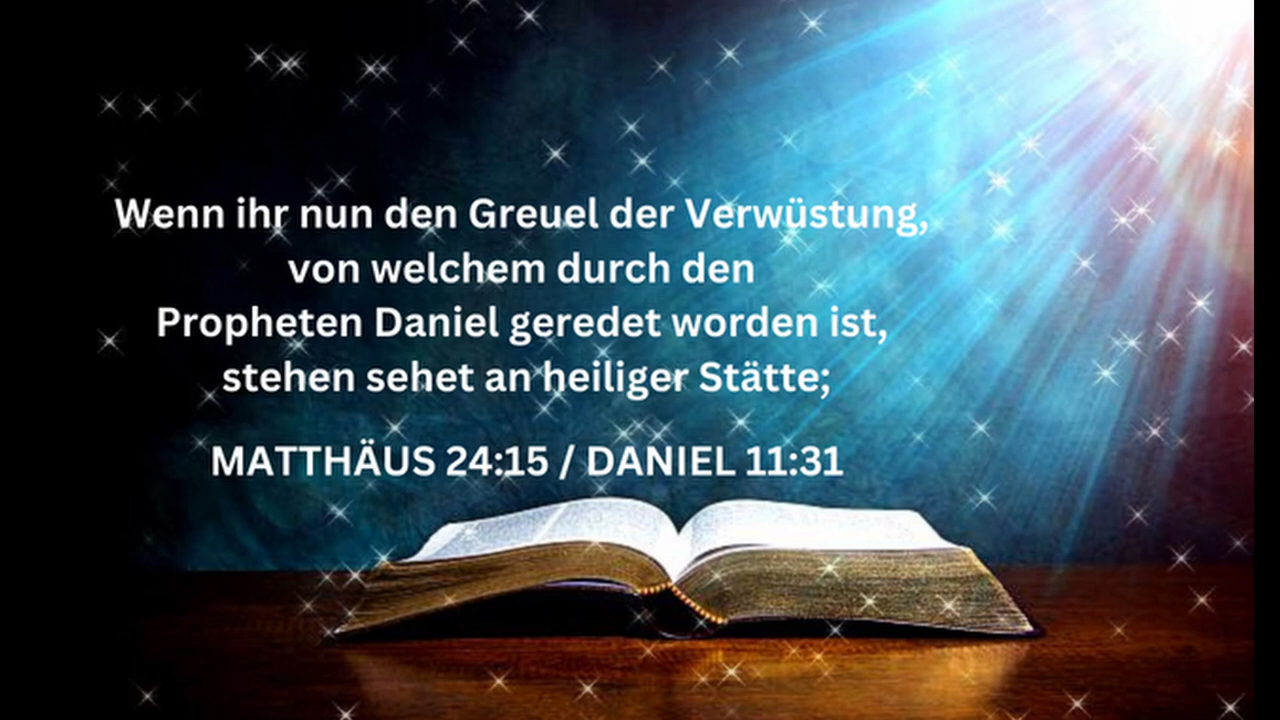 Wenn ihr nun den Greuel der Verwüstung,
von welchem durch den
Propheten Daniel geredet worden ist,
stehen sehet an heiliger Stätte;
MATTHÄUS 24:15 / DANIEL 11:31